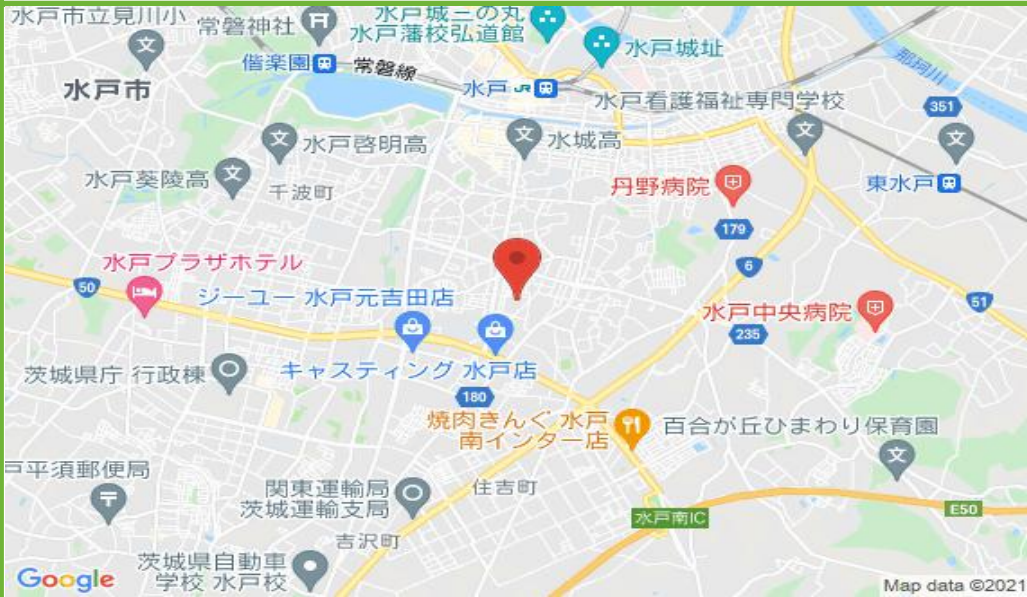 水戸市立見川小
常磐神社
水戸城三の丸
水戸藩校弘道館
水戸城址
那珂川
偕楽園
常磐線
水戸 JR
水戸市
水戸看護福祉専門学校
351
水戸啓明高
水城高
水戸葵陵高
千波町
丹野病院
東水戸
179
水戸プラザホテル
6
50
ジーユー 水戸元吉田店
51
水戸中央病院
235
茨城県庁 行政棟
キャスティング 水戸店
180
焼肉きんぐ 水戸
南インター店
百合が丘ひまわり保育園
戸平須郵便局
関東運輸局
茨城運輸支局
住吉町
水戸南IC
E50
吉沢町
茨城県自動車
学校 水戸校
Google
Map data ©2021